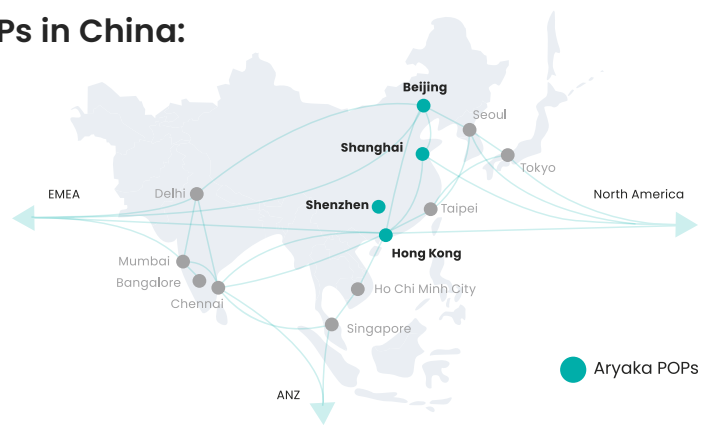 Ps in China:
Beijing
Seoul
Shanghai
Tokyo
EMEA
Delhi
North America
Shenzhen
Taipei
Hong Kong
Mumbai
Bangalore
Ho Chi Minh City
Chennai
Singapore
Aryaka POPs
ANZ